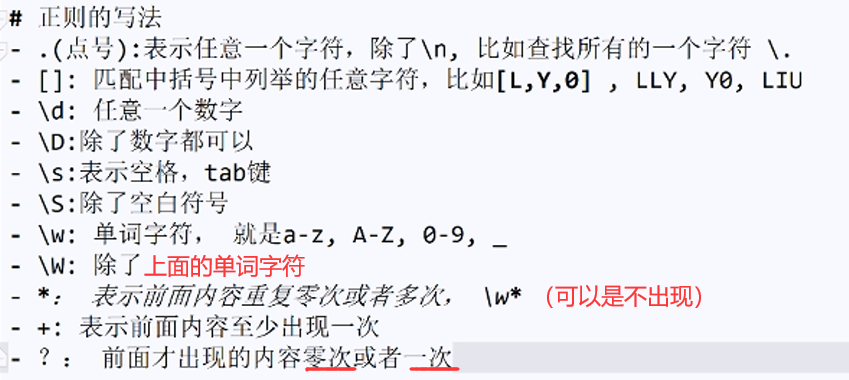 # 正则的写法
- .(点号):表示任意一个字符，除了\n, 比如查找所有的一个字符 \.
- []: 匹配中括号中列举的任意字符，比如[L,Y,0] , LLY, Y0, LIU
- \d: 任意一个数字
- \D:除了数字都可以
- \s:表示空格，tab键
- \S:除了空白符号
- \w: 单词字符， 就是a-z, A-Z, 0-9, _
- \W: 除了上面的单词字符
- *： 表示前面内容重复零次或者多次， \w* （可以是不出现）
- +: 表示前面内容至少出现一次
- ？： 前面才出现的内容零次或者一次